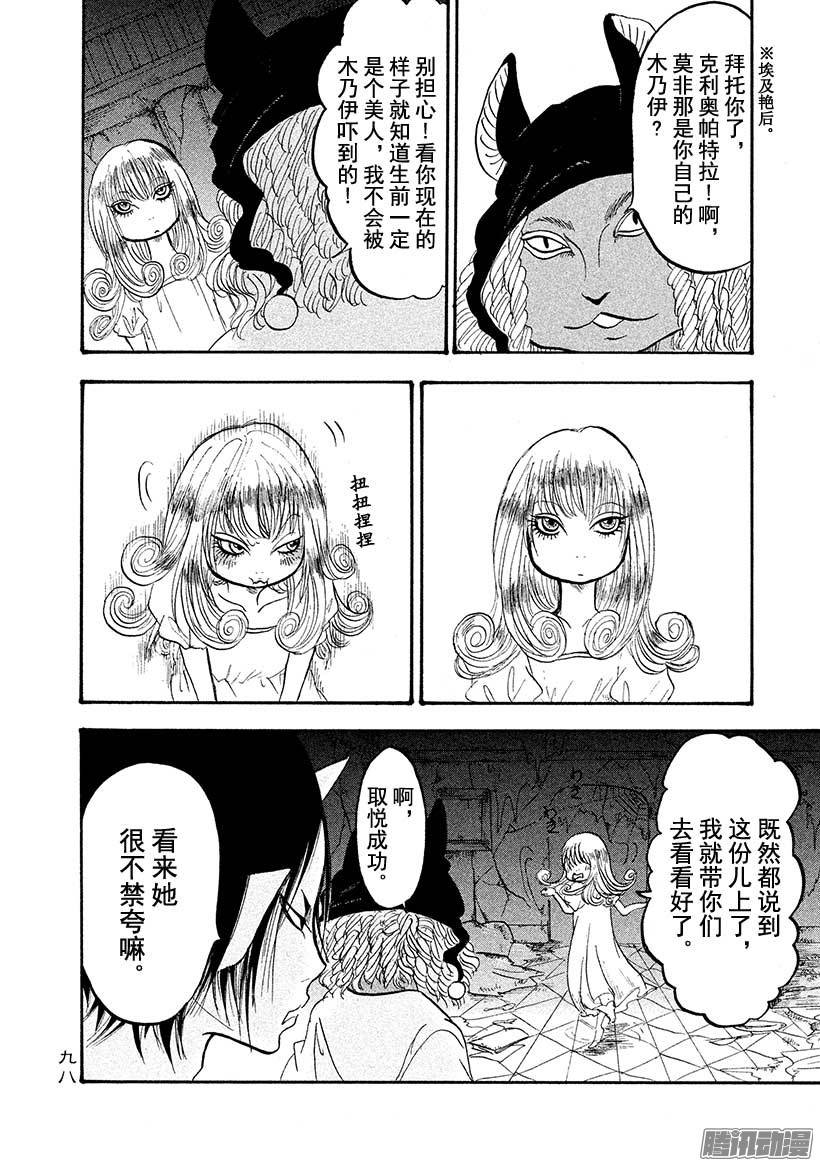 ※埃及艳后。
拜托你了，
克利奥帕特拉！啊，
莫非那是你自己的
木乃伊？
别担心！看你现在的
样子就知道生前一定
是个美人，我不会被
木乃伊吓到的！
扭扭捏捏
既然都说到
这份儿上了，
我就带你们
去看看好了。
啊，
取悦成功。
看来她
很不禁夸嘛。
九八
腾讯动漫